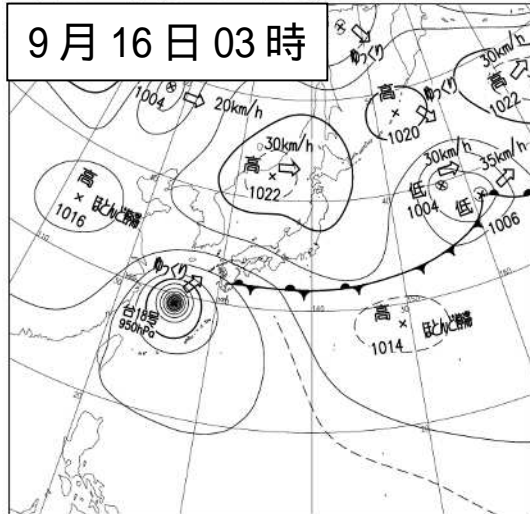 9月16日03時
1004
20km/h
ゆっくり
30km/h
高
1022
高
ゆっくり
1020
30km/h
高
1022
高
1016
ほとんど停滞
30km/h
35km/h
低
1004
低
1006
ゆっくり
台18号
950hPa
高
1014
ほとんど停滞
140